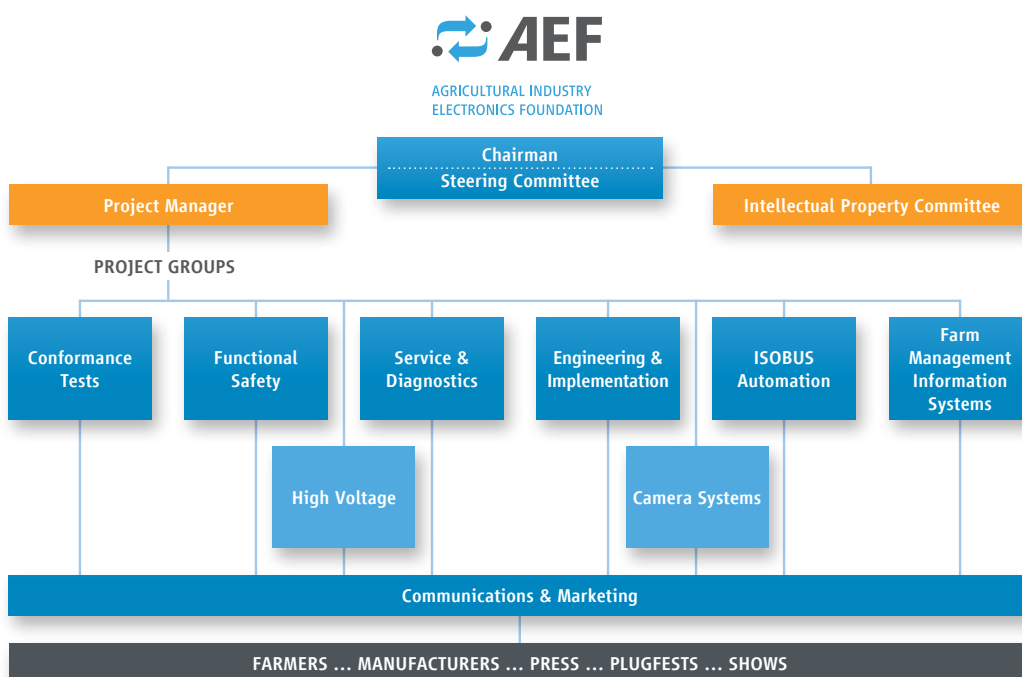 AEF
AGRICULTURAL INDUSTRY
ELECTRONICS FOUNDATION
Chairman
Steering Committee
Project Manager
Intellectual Property Committee
PROJECT GROUPS
Conformance
Tests
Functional
Safety
Service &
Diagnostics
Engineering &
Implementation
ISOBUS
Automation
Farm
Management
Information
Systems
High Voltage
Camera Systems
Communications & Marketing
FARMERS ... MANUFACTURERS ... PRESS ... PLUGFESTS ... SHOWS